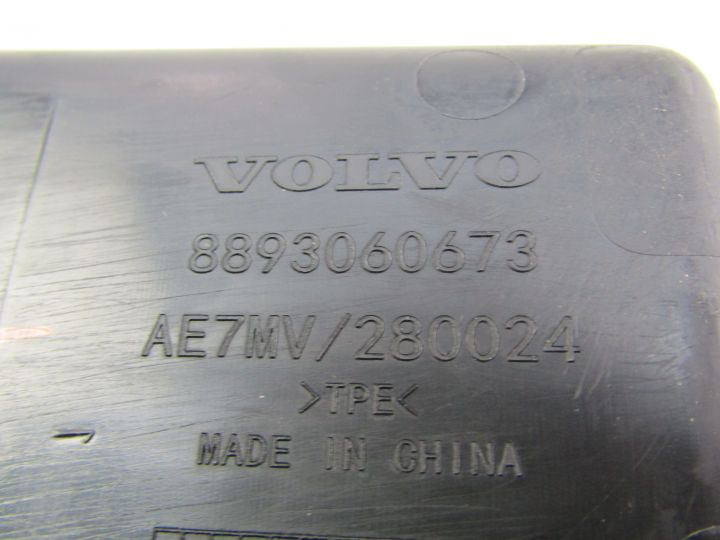 VOLVO
8893060673
AE7MV/280024
>TPE<
MADE IN CHINA